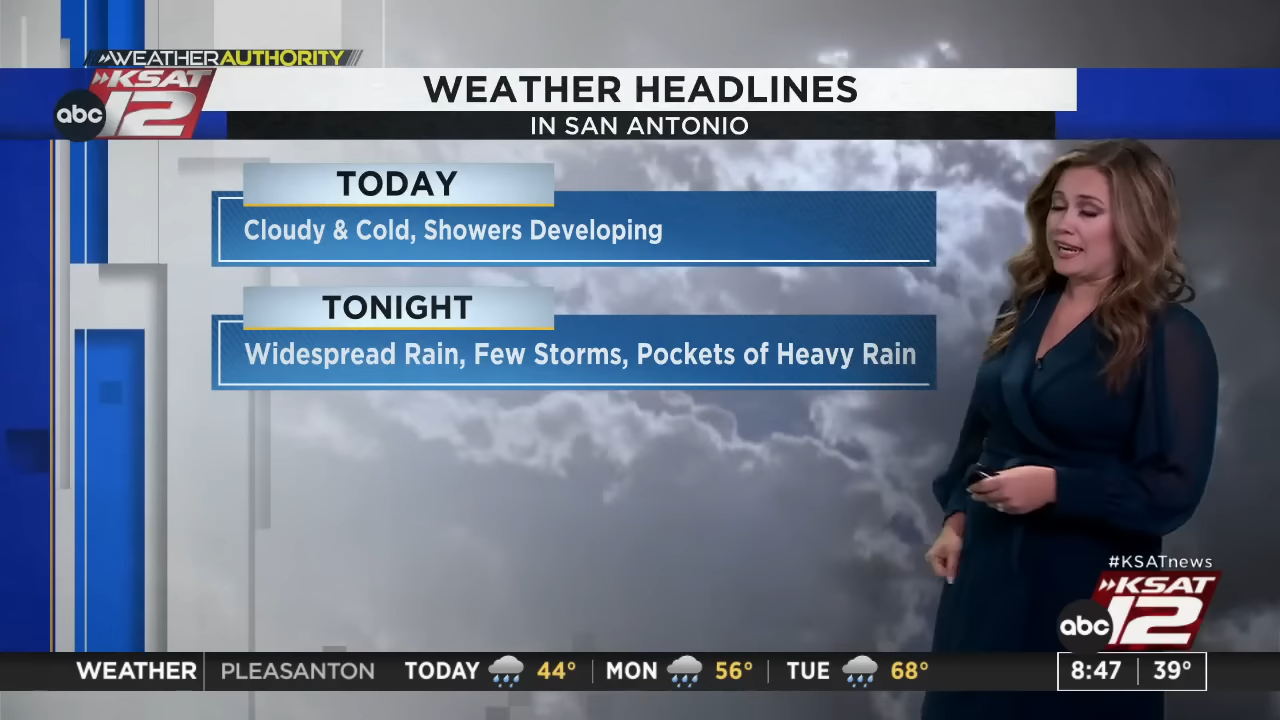 WEATHERAUTHORITY
KSAT
abc 12
WEATHER HEADLINES
IN SAN ANTONIO
TODAY
Cloudy & Cold, Showers Developing
TONIGHT
Widespread Rain, Few Storms, Pockets of Heavy Rain
#KSATnews
KSAT
abc 12
WEATHER PLEASANTON TODAY 44° MON 56° TUE 68° 8:47 39°